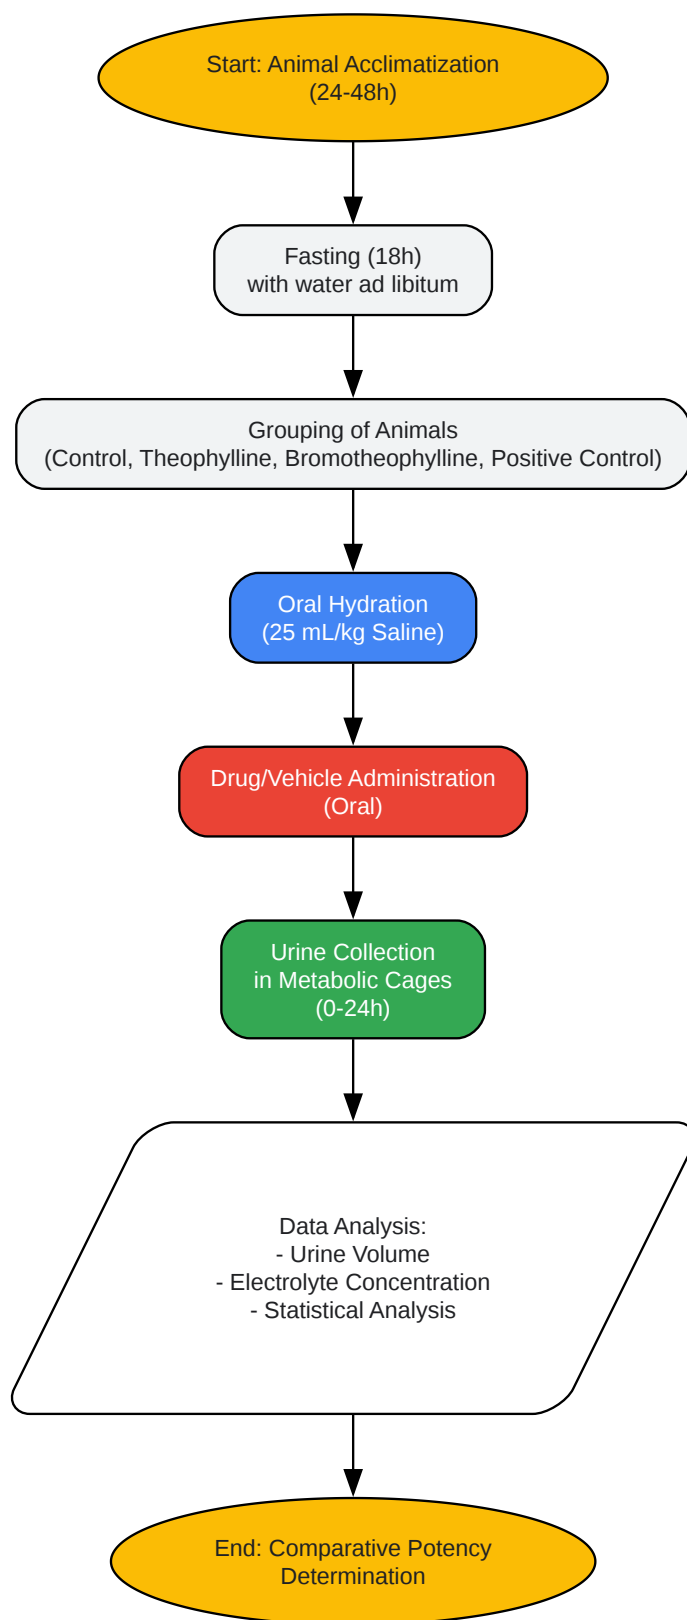 Start: Animal Acclimatization
(24-48h)
Fasting (18h)
with water ad libitum
Grouping of Animals
(Control, Theophylline, Bromotheophylline, Positive Control)
Oral Hydration
(25 mL/kg Saline)
Drug/Vehicle Administration
(Oral)
Urine Collection
in Metabolic Cages
(0-24h)
Data Analysis:
- Urine Volume
- Electrolyte Concentration
- Statistical Analysis
End: Comparative Potency
Determination